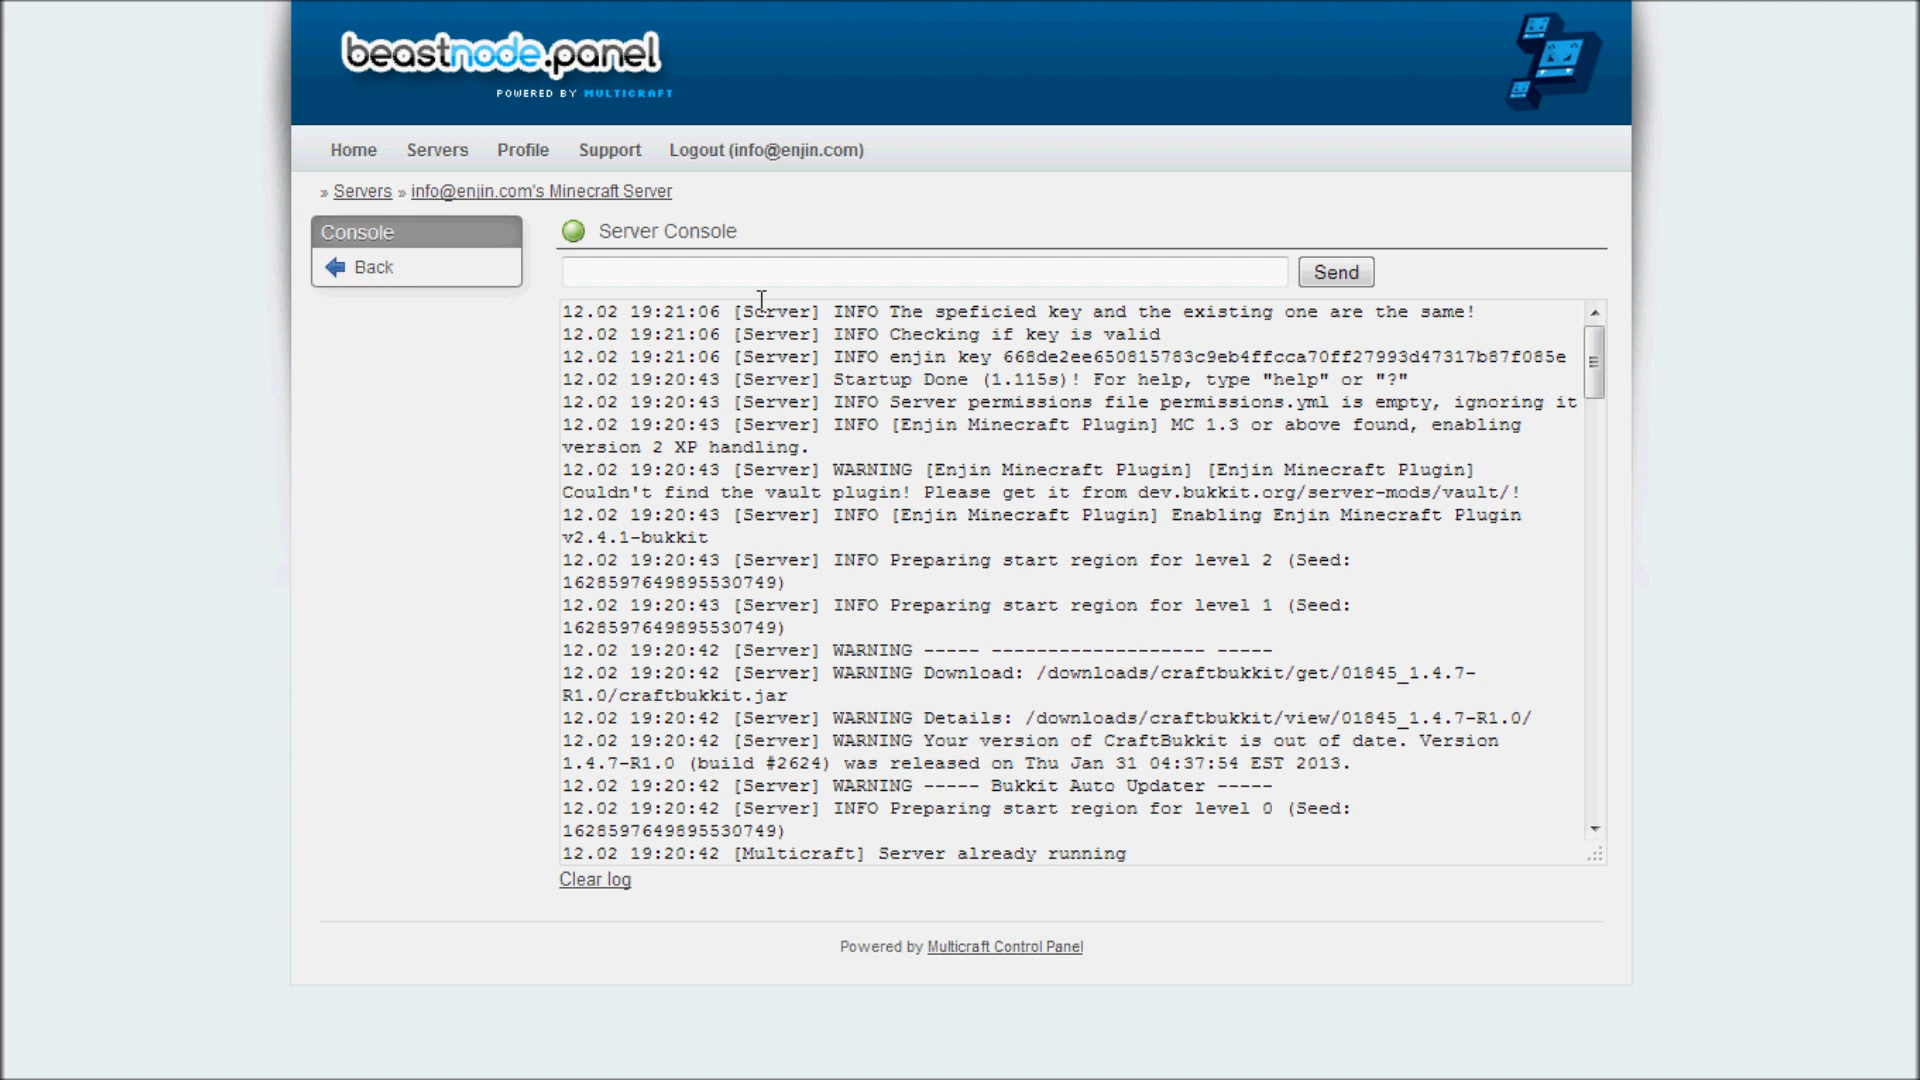 beastnode.panel
POWERED BY MULTICRAFT
Home Servers Profile Support Logout (info@enjin.com)
» Servers » info@enjin.com's Minecraft Server
Console
Back
Server Console
Send
12.02 19:21:06 [Server] INFO The speficied key and the existing one are the same!
12.02 19:21:06 [Server] INFO Checking if key is valid
12.02 19:21:06 [Server] INFO enjin key 668de2ee650815783c9eb4ffcca70ff27993d47317b87f085e
12.02 19:20:43 [Server] Startup Done (1.115s)! For help, type "help" or "?"
12.02 19:20:43 [Server] INFO Server permissions file permissions.yml is empty, ignoring it
12.02 19:20:43 [Server] INFO [Enjin Minecraft Plugin] MC 1.3 or above found, enabling
version 2 XP handling.
12.02 19:20:43 [Server] WARNING [Enjin Minecraft Plugin] [Enjin Minecraft Plugin]
Couldn't find the vault plugin! Please get it from dev.bukkit.org/server-mods/vault/!
12.02 19:20:43 [Server] INFO [Enjin Minecraft Plugin] Enabling Enjin Minecraft Plugin
v2.4.1-bukkit
12.02 19:20:43 [Server] INFO Preparing start region for level 2 (Seed:
1628597649895530749)
12.02 19:20:43 [Server] INFO Preparing start region for level 1 (Seed:
1628597649895530749)
12.02 19:20:42 [Server] WARNING ----- ------------------- -----
12.02 19:20:42 [Server] WARNING Download: /downloads/craftbukkit/get/01845_1.4.7-
R1.0/craftbukkit.jar
12.02 19:20:42 [Server] WARNING Details: /downloads/craftbukkit/view/01845_1.4.7-R1.0/
12.02 19:20:42 [Server] WARNING Your version of CraftBukkit is out of date. Version
1.4.7-R1.0 (build #2624) was released on Thu Jan 31 04:37:54 EST 2013.
12.02 19:20:42 [Server] WARNING ----- Bukkit Auto Updater -----
12.02 19:20:42 [Server] INFO Preparing start region for level 0 (Seed:
1628597649895530749)
12.02 19:20:42 [Multicraft] Server already running
Clear log
Powered by Multicraft Control Panel